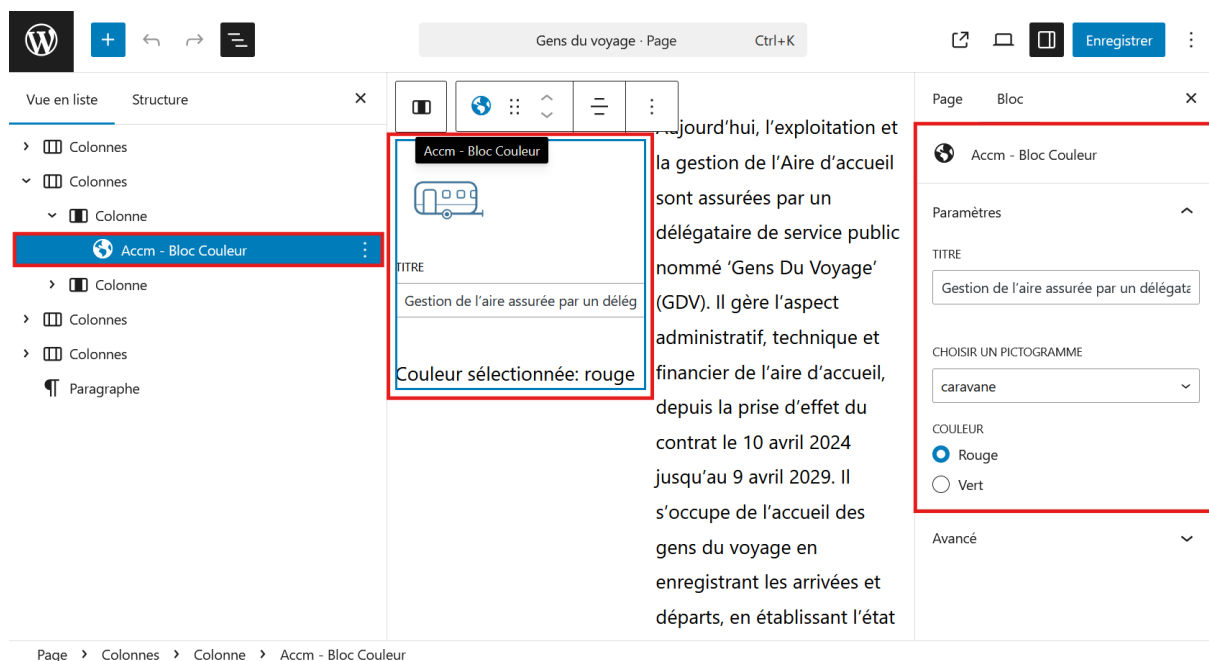 Gens du voyage · Page Ctrl+K
Enregistrer
Vue en liste Structure
Colonnes
Colonnes
Colonne
Accm - Bloc Couleur
Colonne
Colonnes
Colonnes
Paragraphe
Accm - Bloc Couleur
TITRE
Gestion de l’aire assurée par un délég
Couleur sélectionnée: rouge
Aujourd’hui, l’exploitation et
la gestion de l’Aire d’accueil
sont assurées par un
délégataire de service public
nommé ‘Gens Du Voyage’
(GDV). Il gère l’aspect
administratif, technique et
financier de l’aire d’accueil,
depuis la prise d’effet du
contrat le 10 avril 2024
jusqu’au 9 avril 2029. Il
s’occupe de l’accueil des
gens du voyage en
enregistrant les arrivées et
départs, en établissant l’état
Page Bloc
Accm - Bloc Couleur
Paramètres
TITRE
Gestion de l’aire assurée par un délégata
CHOISIR UN PICTOGRAMME
caravane
COULEUR
Rouge
Vert
Avancé
Page > Colonnes > Colonne > Accm - Bloc Couleur